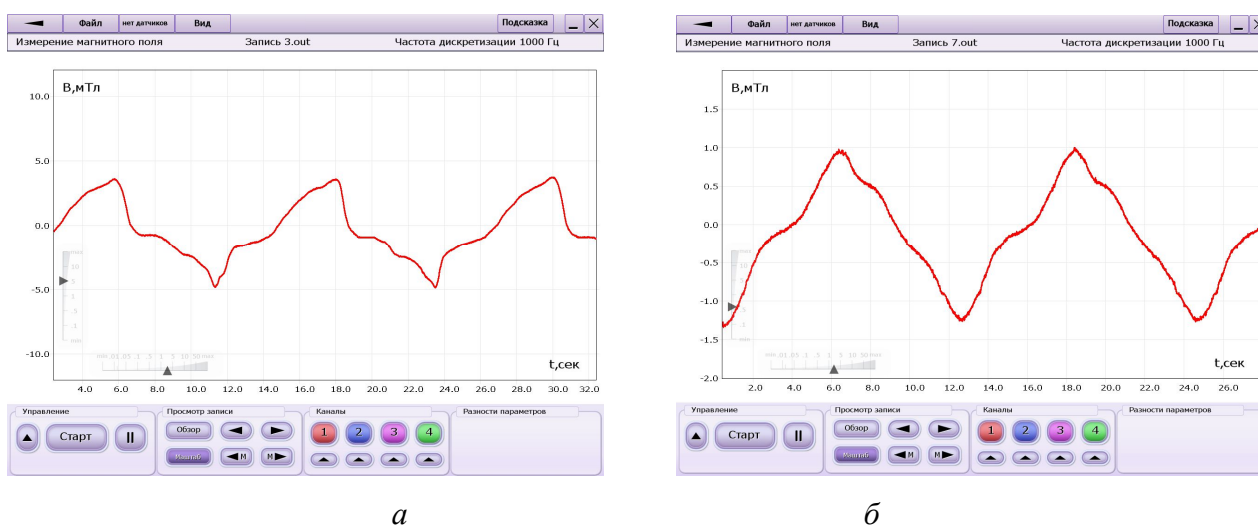 Файл нет датчиков Вид Подсказка
Измерение магнитного поля Запись 3.out Частота дискретизации 1000 Гц
В,мТл
10.0
5.0
0.0
-5.0
-10.0
t,сек
4.0 6.0 8.0 10.0 12.0 14.0 16.0 18.0 20.0 22.0 24.0 26.0 28.0 30.0 32.0
Управление Просмотр записи Каналы Разности параметров
Старт Обзор 1 2 3 4
Масштаб М М
а
Файл нет датчиков Вид Подсказка
Измерение магнитного поля Запись 7.out Частота дискретизации 1000 Гц
В,мТл
1.5
1.0
0.5
0.0
-0.5
-1.0
-1.5
-2.0
t,сек
2.0 4.0 6.0 8.0 10.0 12.0 14.0 16.0 18.0 20.0 22.0 24.0 26.0
Управление Просмотр записи Каналы Разности параметров
Старт Обзор 1 2 3 4
Масштаб М М
б